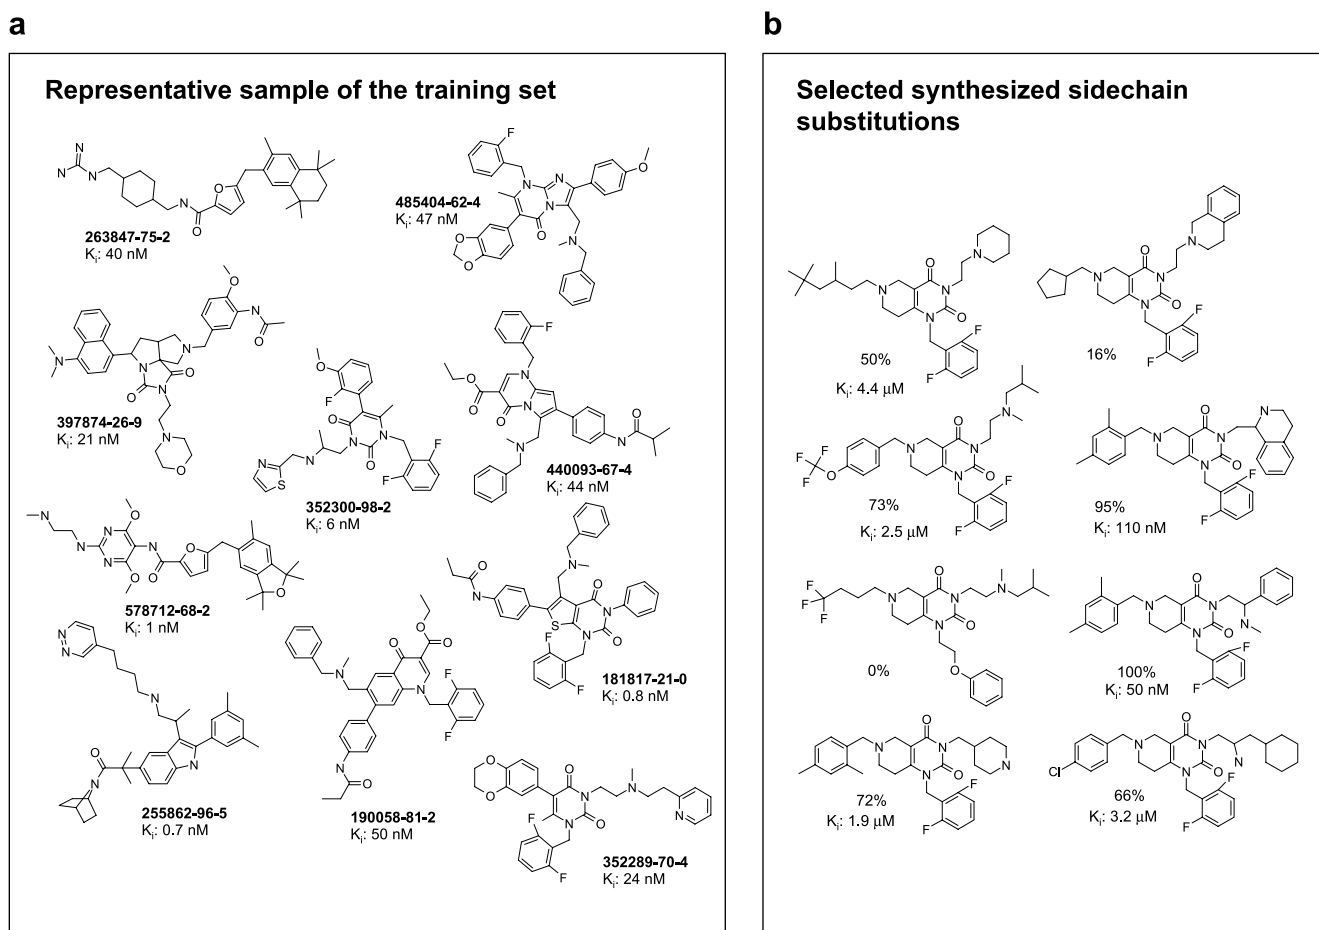 a
b
Representative sample of the training set
Selected synthesized sidechain
substitutions
263847-75-2
Kᵢ: 40 nM
485404-62-4
Kᵢ: 47 nM
397874-26-9
Kᵢ: 21 nM
352300-98-2
Kᵢ: 6 nM
440093-67-4
Kᵢ: 44 nM
578712-68-2
Kᵢ: 1 nM
181817-21-0
Kᵢ: 0.8 nM
255862-96-5
Kᵢ: 0.7 nM
190058-81-2
Kᵢ: 50 nM
352289-70-4
Kᵢ: 24 nM
50%
Kᵢ: 4.4 µM
16%
73%
Kᵢ: 2.5 µM
95%
Kᵢ: 110 nM
0%
100%
Kᵢ: 50 nM
72%
Kᵢ: 1.9 µM
66%
Kᵢ: 3.2 µM